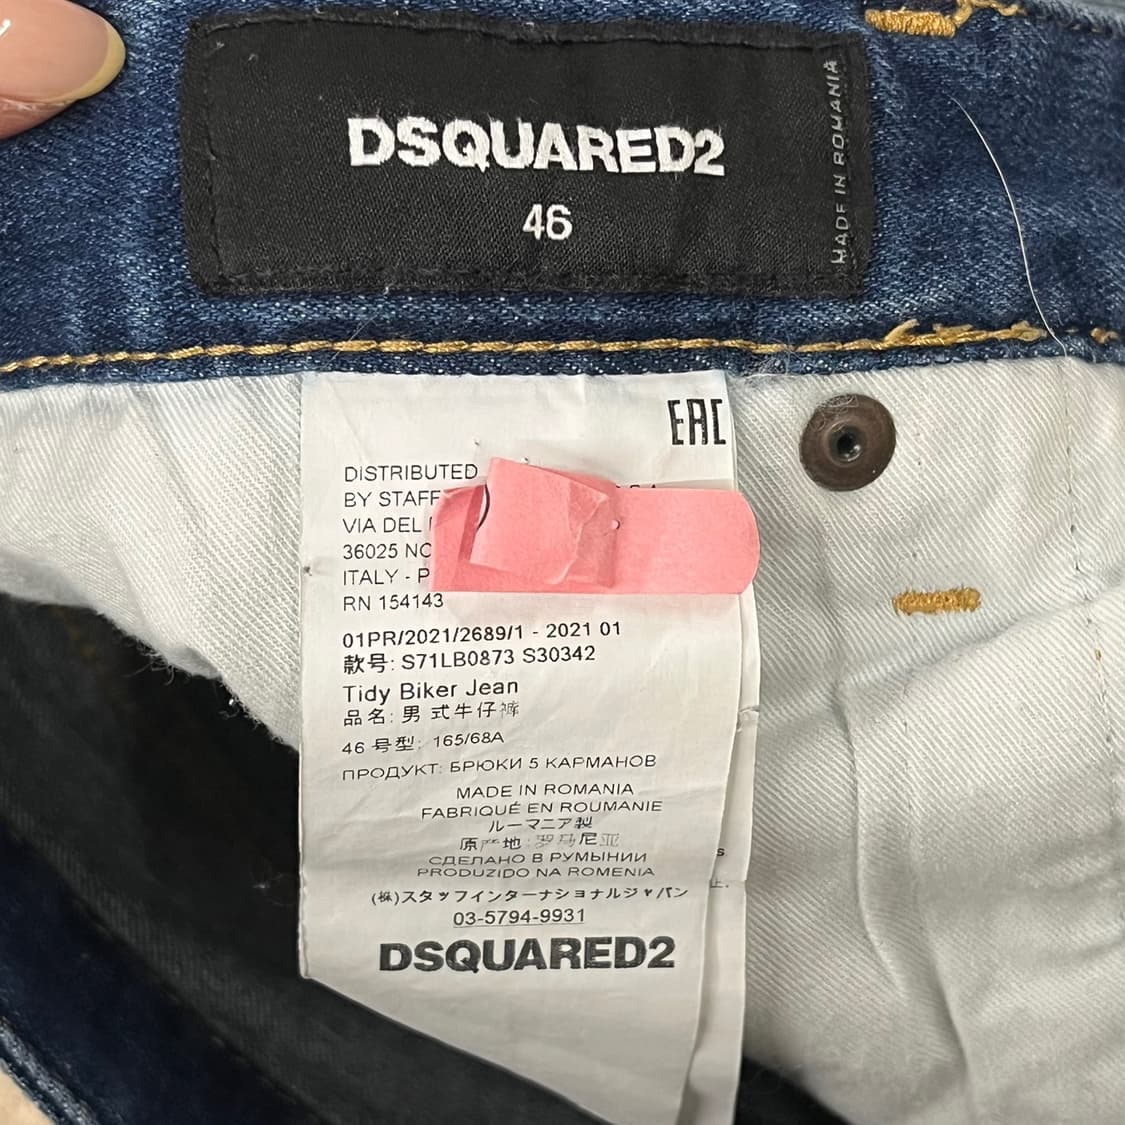 DSQUARED2
46
MADE IN ROMANIA
EAC
DISTRIBUTED
BY STAFF
VIA DEL
36025
ITALY -
RN 154143
01PR/2021/2689/1 - 2021 01
款号: S71LB0873 S30342
Tidy Biker Jean
品名: 男 式牛仔裤
46 号型: 165/68A
ПРОДУКТ: БРЮКИ 5 КАРМАНОВ
MADE IN ROMANIA
FABRIQUÉ EN ROUMANIE
ルーマニア製
原产地: 罗马尼亚
СДЕЛАНО В РУМЫНИИ
PRODUZIDO NA ROMENIA
(株)スタッフインターナショナルジャパン
03-5794-9931
DSQUARED2